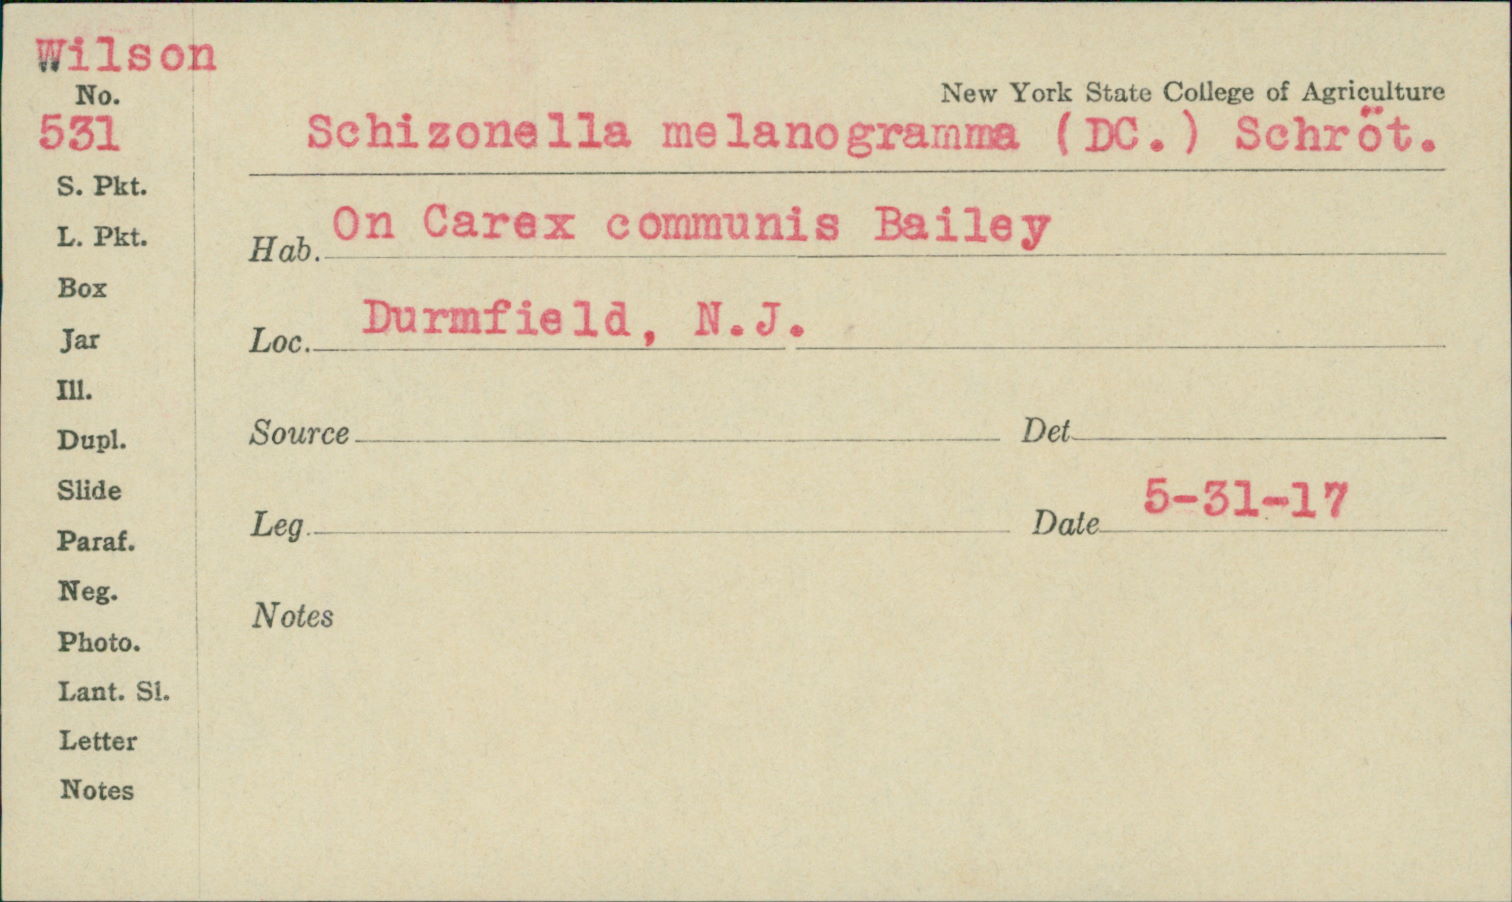 Wilson
No.
531
New York State College of Agriculture
Schizonella melanogramma (DC.) Schröt.
S. Pkt.
L. Pkt.
Hab. On Carex communis Bailey
Box
Jar
Loc. Durmfield, N.J.
Ill.
Dupl.
Source Det.
Slide
Leg. Date 5-31-17
Paraf.
Neg.
Notes
Photo.
Lant. Sl.
Letter
Notes